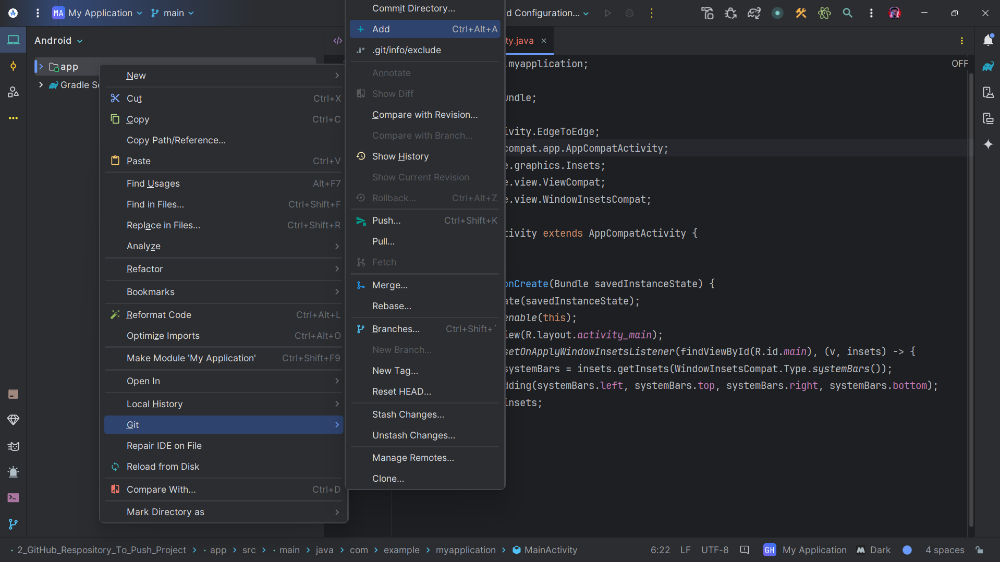 MA My Application main
d Configuration...
Android
ty.java
app
Gradle Sc
New
Cut Ctrl+X
Copy Ctrl+C
Copy Path/Reference...
Paste Ctrl+V
Find Usages Alt+F7
Find in Files... Ctrl+Shift+F
Replace in Files... Ctrl+Shift+R
Analyze
Refactor
Bookmarks
Reformat Code Ctrl+Alt+L
Optimize Imports Ctrl+Alt+O
Make Module 'My Application' Ctrl+Shift+F9
Open In
Local History
Git
Repair IDE on File
Reload from Disk
Compare With... Ctrl+D
Mark Directory as
Commit Directory...
Add Ctrl+Alt+A
.git/info/exclude
Annotate
Show Diff
Compare with Revision...
Compare with Branch...
Show History
Show Current Revision
Rollback... Ctrl+Alt+Z
Push... Ctrl+Shift+K
Pull...
Fetch
Merge...
Rebase...
Branches... Ctrl+Shift+`
New Branch...
New Tag...
Reset HEAD...
Stash Changes...
Unstash Changes...
Manage Remotes...
Clone...
.myapplication;
OFF
undle;
ivity.EdgeToEdge;
compat.app.AppCompatActivity;
e.graphics.Insets;
e.view.ViewCompat;
e.view.WindowInsetsCompat;
tivity extends AppCompatActivity {
onCreate(Bundle savedInstanceState) {
ate(savedInstanceState);
enable(this);
iew(R.layout.activity_main);
setOnApplyWindowInsetsListener(findViewById(R.id.main), (v, insets) -> {
systemBars = insets.getInsets(WindowInsetsCompat.Type.systemBars());
dding(systemBars.left, systemBars.top, systemBars.right, systemBars.bottom);
insets;
2_GitHub_Respository_To_Push_Project > app > src > main > java > com > example > myapplication > MainActivity
6:22 LF UTF-8 GH My Application Dark 4 spaces